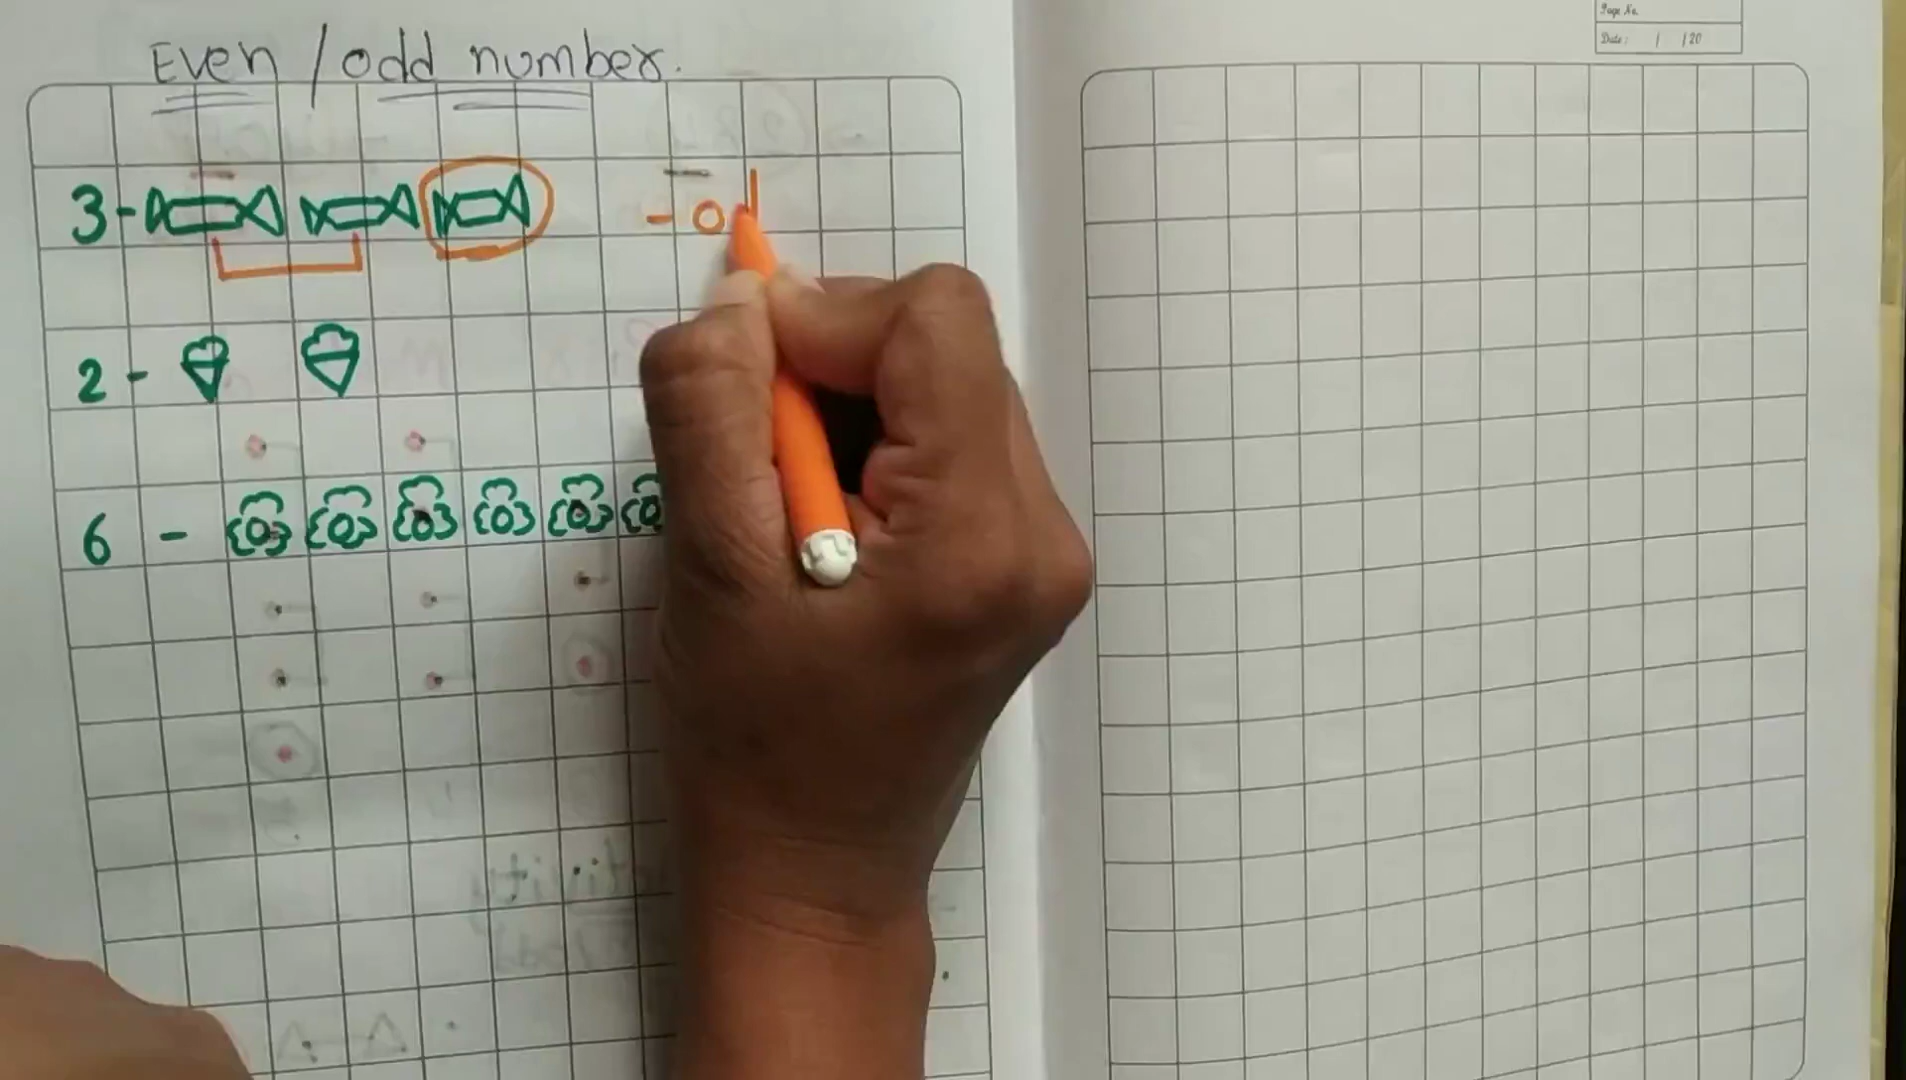 Page No.
Date: / /20
Even / odd number.
3 - - od
2 -
6 -